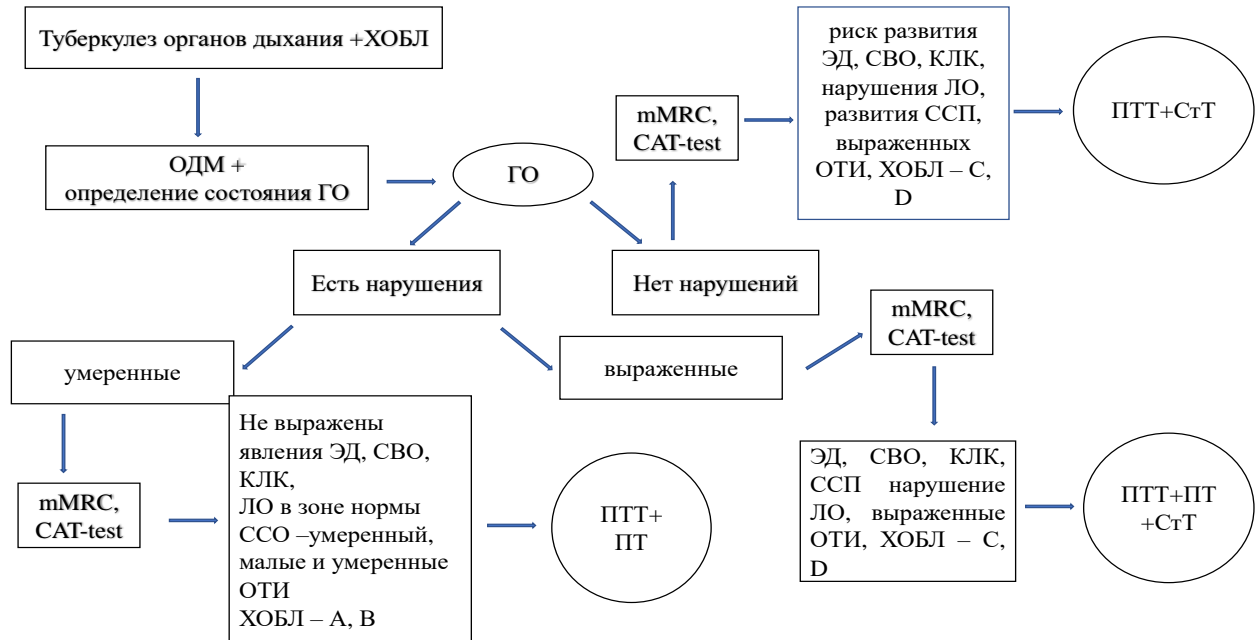 Туберкулез органов дыхания +ХОБЛ
ОДМ +
определение состояния ГО
ГО
Есть нарушения
Нет нарушений
mMRC,
CAT-test
риск развития
ЭД, СВО, КЛК,
нарушения ЛО,
развития ССП,
выраженных
ОТИ, ХОБЛ – C,
D
ПТТ+СтТ
умеренные
mMRC,
CAT-test
Не выражены
явления ЭД, СВО,
КЛК,
ЛО в зоне нормы
ССО –умеренный,
малые и умеренные
ОТИ
ХОБЛ – A, B
ПТТ+
ПТ
выраженные
mMRC,
CAT-test
ЭД, СВО, КЛК,
ССП нарушение
ЛО, выраженные
ОТИ, ХОБЛ – C,
D
ПТТ+ПТ
+СтТ